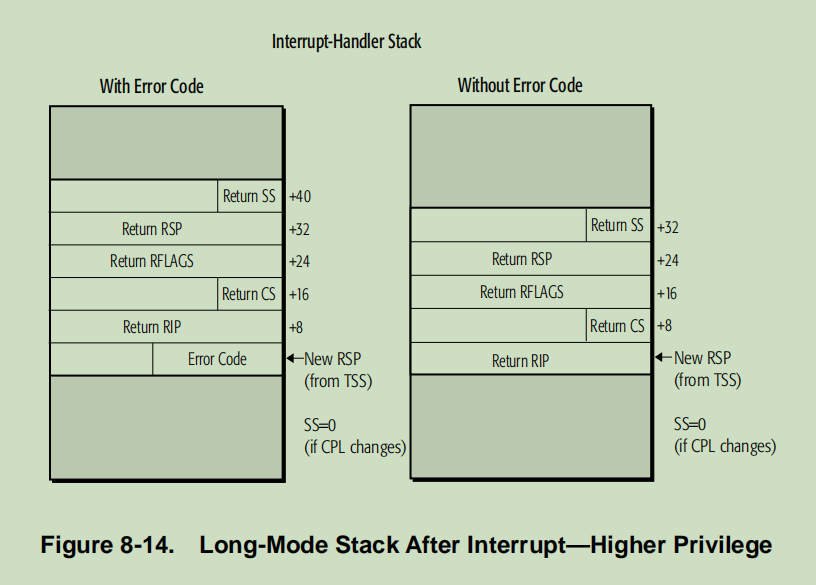 Interrupt-Handler Stack
With Error Code
Return SS +40
Return RSP +32
Return RFLAGS +24
Return CS +16
Return RIP +8
Error Code New RSP
(from TSS)
SS=0
(if CPL changes)
Without Error Code
Return SS +32
Return RSP +24
Return RFLAGS +16
Return CS +8
Return RIP New RSP
(from TSS)
SS=0
(if CPL changes)
Figure 8-14. Long-Mode Stack After Interrupt—Higher Privilege